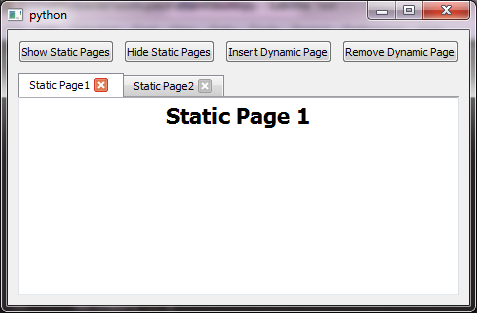 python
Show Static Pages Hide Static Pages Insert Dynamic Page Remove Dynamic Page
Static Page1 Static Page2
Static Page 1